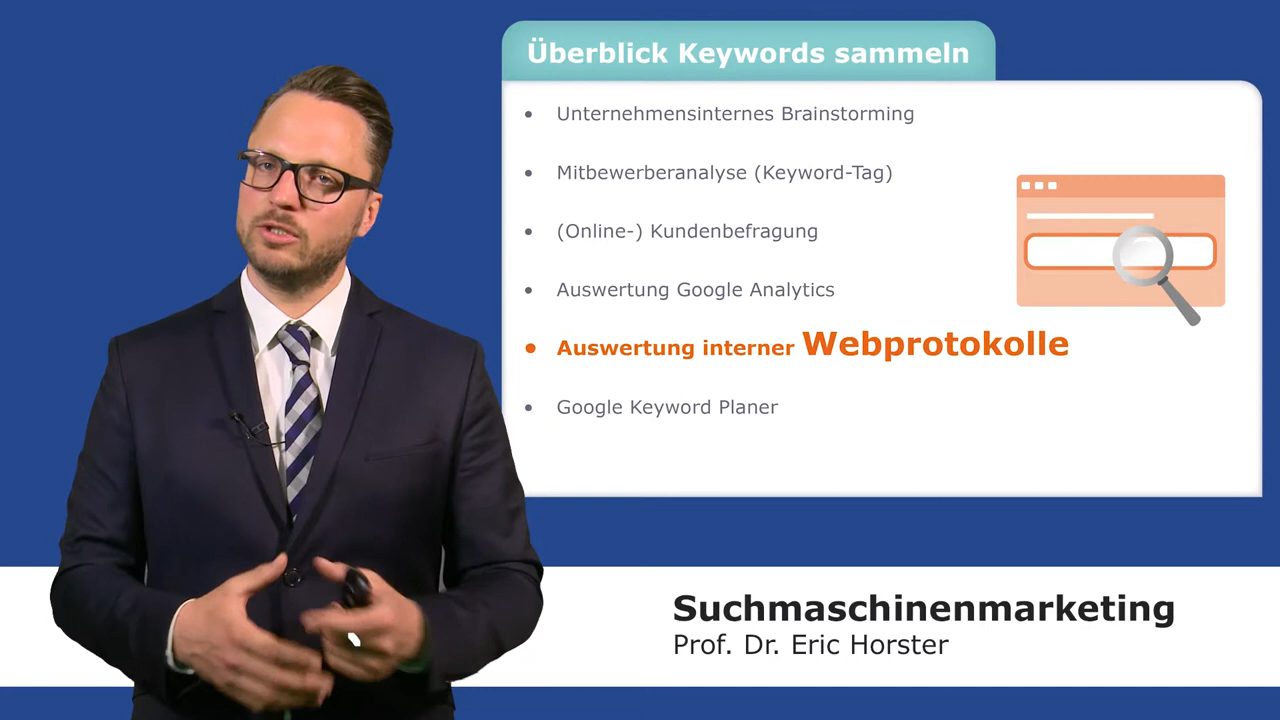 Überblick Keywords sammeln
• Unternehmensinternes Brainstorming
• Mitbewerberanalyse (Keyword-Tag)
• (Online-) Kundenbefragung
• Auswertung Google Analytics
• Auswertung interner Webprotokolle
• Google Keyword Planer
Suchmaschinenmarketing
Prof. Dr. Eric Horster